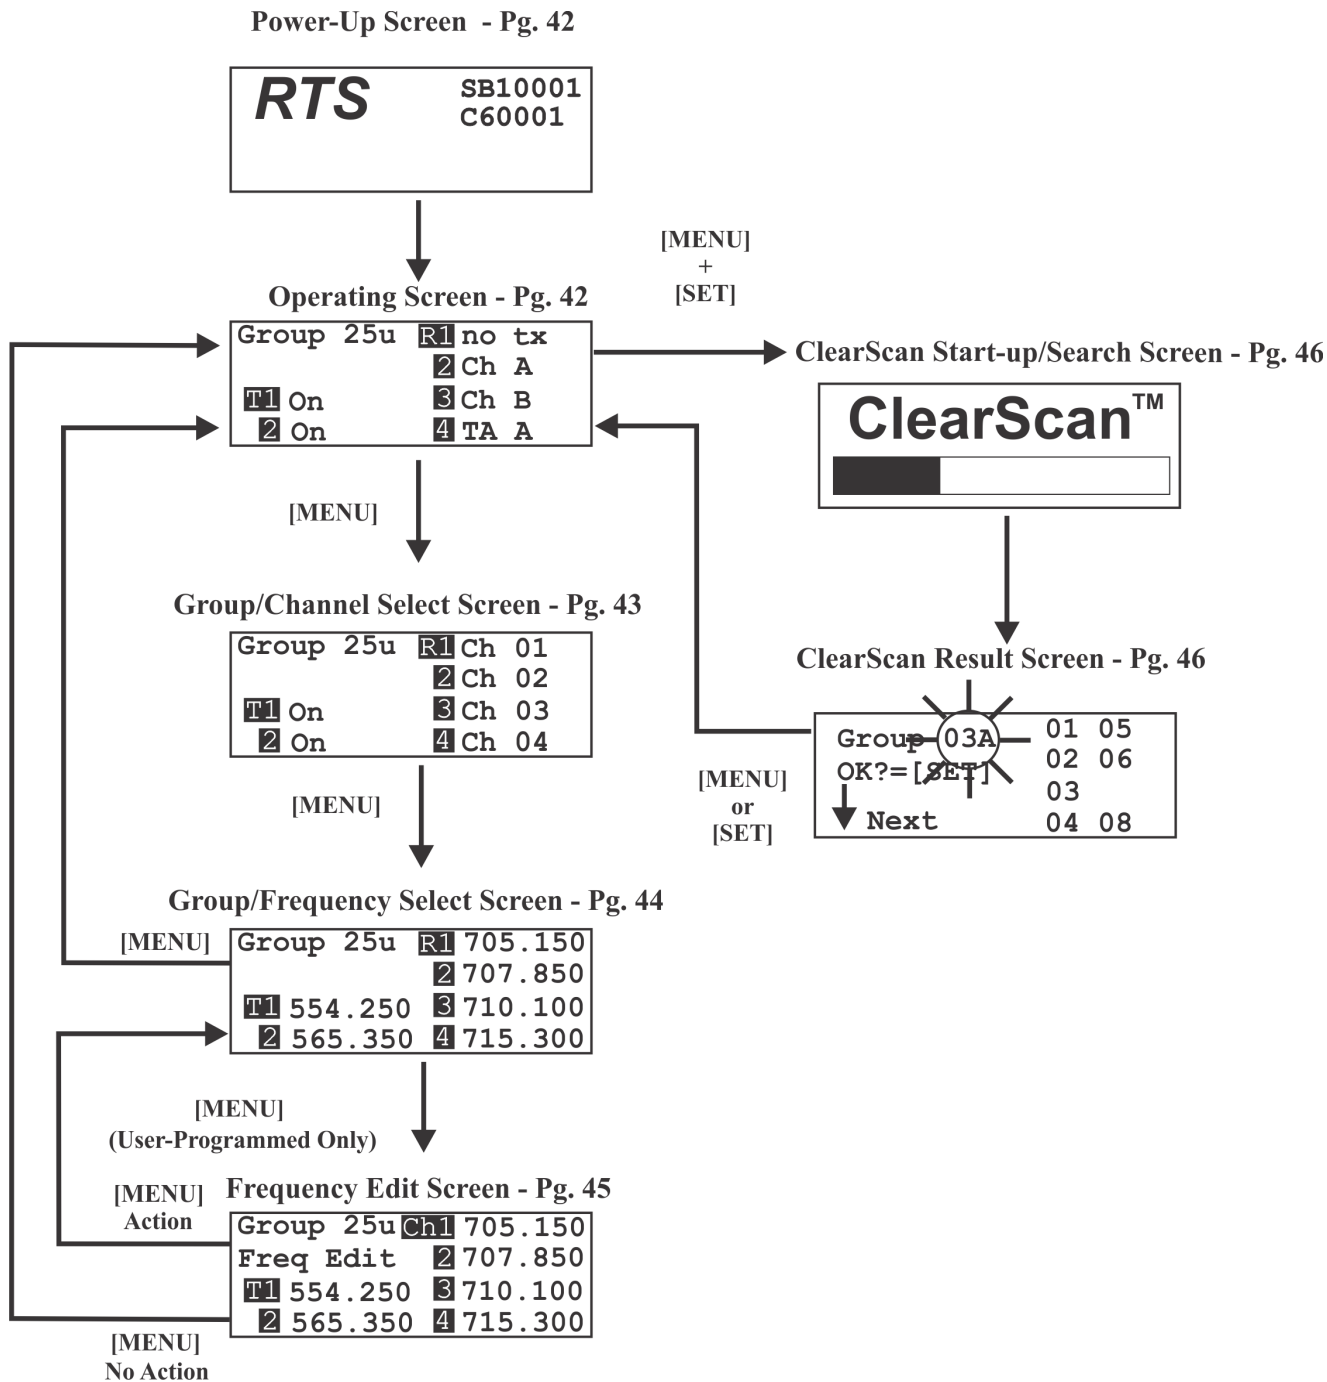 Power-Up Screen - Pg. 42
RTS SB10001
C60001
[MENU]
+
[SET]
Operating Screen - Pg. 42
Group 25u R1 no tx
2 Ch A
T1 On 3 Ch B
2 On 4 TA A
ClearScan Start-up/Search Screen - Pg. 46
ClearScan™
[MENU]
Group/Channel Select Screen - Pg. 43
Group 25u R1 Ch 01
2 Ch 02
T1 On 3 Ch 03
2 On 4 Ch 04
ClearScan Result Screen - Pg. 46
Group 03A 01 05
OK?=[SET] 02 06
03
Next 04 08
[MENU]
or
[SET]
[MENU]
Group/Frequency Select Screen - Pg. 44
[MENU]
Group 25u R1 705.150
2 707.850
T1 554.250 3 710.100
2 565.350 4 715.300
[MENU]
(User-Programmed Only)
Frequency Edit Screen - Pg. 45
[MENU]
Action
Group 25u Ch1 705.150
Freq Edit 2 707.850
T1 554.250 3 710.100
2 565.350 4 715.300
[MENU]
No Action